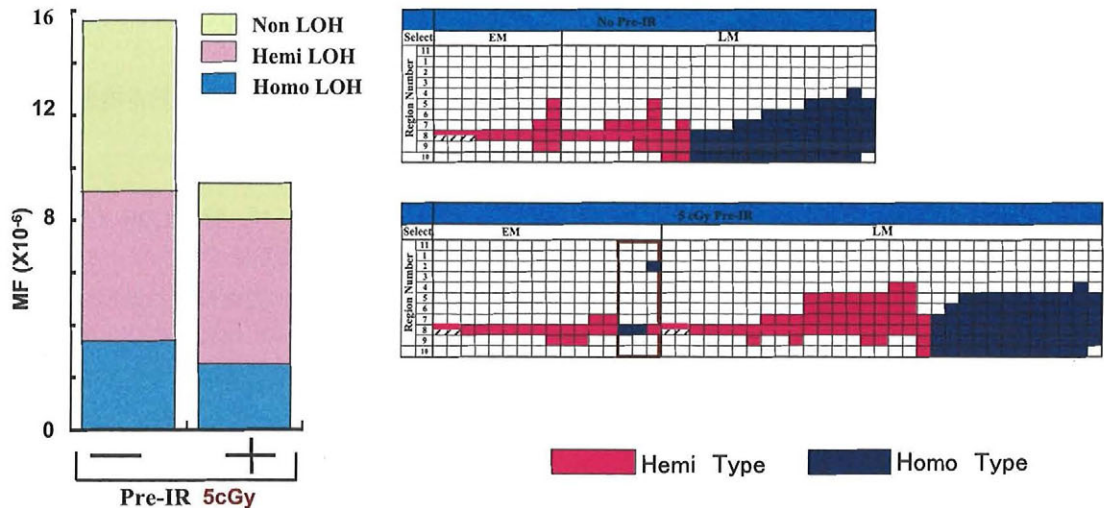 16
12
8
4
0
MF (X10-6)
Non LOH
Hemi LOH
Homo LOH
Pre-IR 5cGy
No Pre-IR
Select EM LM
Region Number
11
1
2
3
4
5
6
7
8
9
10
5 cGy Pre-IR
Select EM LM
Region Number
11
1
2
3
4
5
6
7
8
9
10
Hemi Type
Homo Type